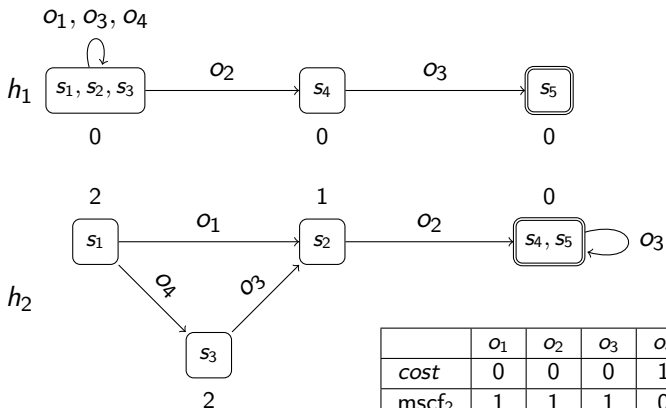 o₁, o₃, o₄
h₁ s₁, s₂, s₃ o₂ s₄ o₃ s₅
0 0 0
2 1 0
s₁ o₁ s₂ o₂ s₄, s₅ o₃
h₂ o₄ o₃
s₃
2
o₁ o₂ o₃
cost 0 0 0 1
mscf₂ 1 1 1 0